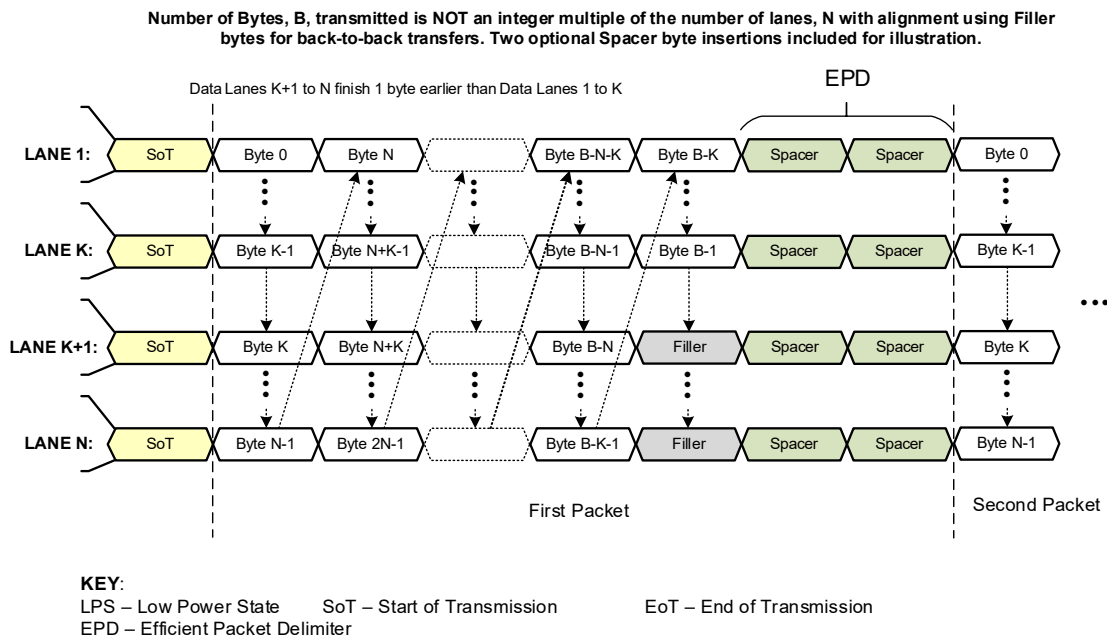 Number of Bytes, B, transmitted is NOT an integer multiple of the number of lanes, N with alignment using Filler
bytes for back-to-back transfers. Two optional Spacer byte insertions included for illustration.
EPD
Data Lanes K+1 to N finish 1 byte earlier than Data Lanes 1 to K
LANE 1: SoT Byte 0 Byte N Byte B-N-K Byte B-K Spacer Spacer Byte 0
LANE K: SoT Byte K-1 Byte N+K-1 Byte B-N-1 Byte B-1 Spacer Spacer Byte K-1
LANE K+1: SoT Byte K Byte N+K Byte B-N Filler Spacer Spacer Byte K
LANE N: SoT Byte N-1 Byte 2N-1 Byte B-K-1 Filler Spacer Spacer Byte N-1
First Packet Second Packet
KEY:
LPS – Low Power State SoT – Start of Transmission EoT – End of Transmission
EPD – Efficient Packet Delimiter